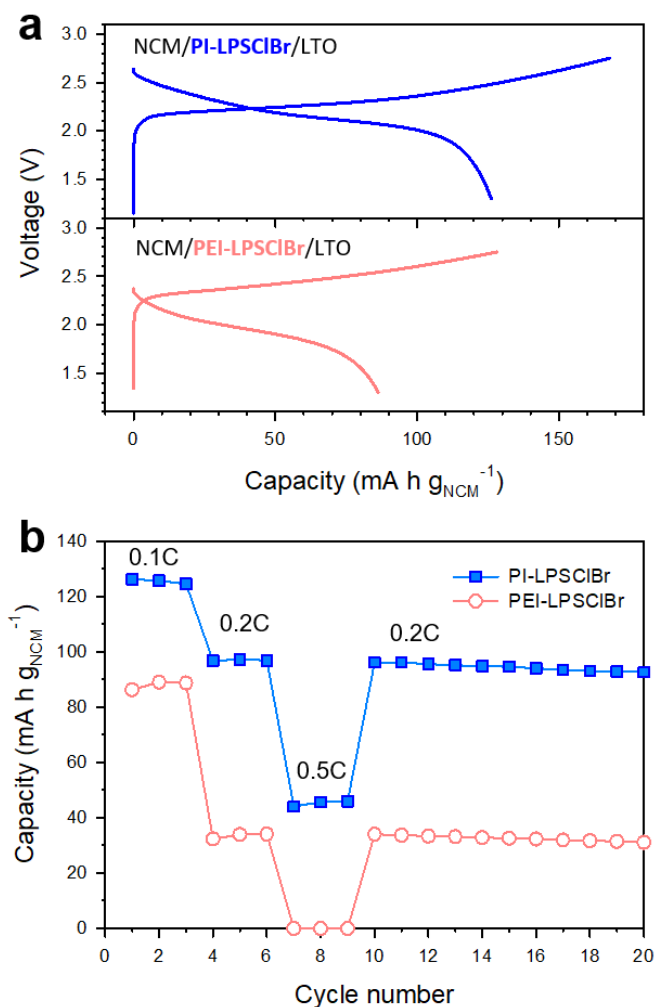 a
NCM/PI-LPSClBr/LTO
3.0
2.5
2.0
1.5
NCM/PEI-LPSClBr/LTO
3.0
2.5
2.0
1.5
Voltage (V)
0
50
100
150
Capacity (mA h gNCM⁻¹)
b
140
120
100
80
60
40
20
0
Capacity (mA h gNCM⁻¹)
0.1C
0.2C
0.5C
0.2C
PI-LPSClBr
PEI-LPSClBr
0
2
4
6
8
10
12
14
16
18
20
Cycle number